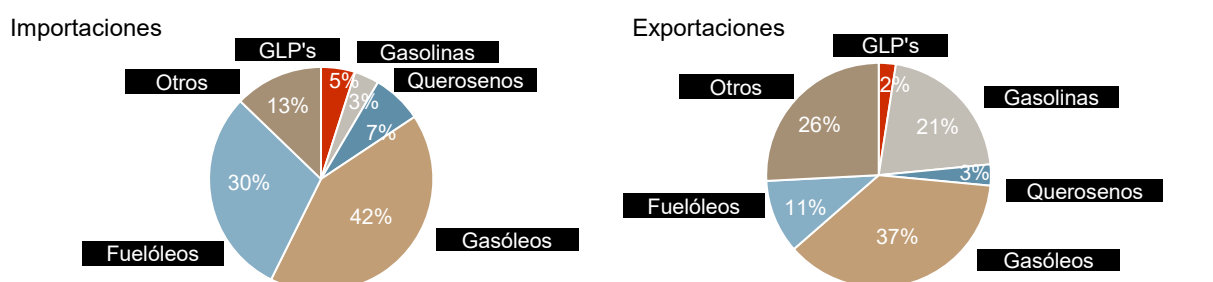 Importaciones
GLP's
Gasolinas
Querosenos
Otros
5%
3%
7%
13%
30%
42%
Fuelóleos
Gasóleos
Exportaciones
GLP's
Otros
Gasolinas
2%
21%
26%
3%
Querosenos
Fuelóleos
11%
37%
Gasóleos